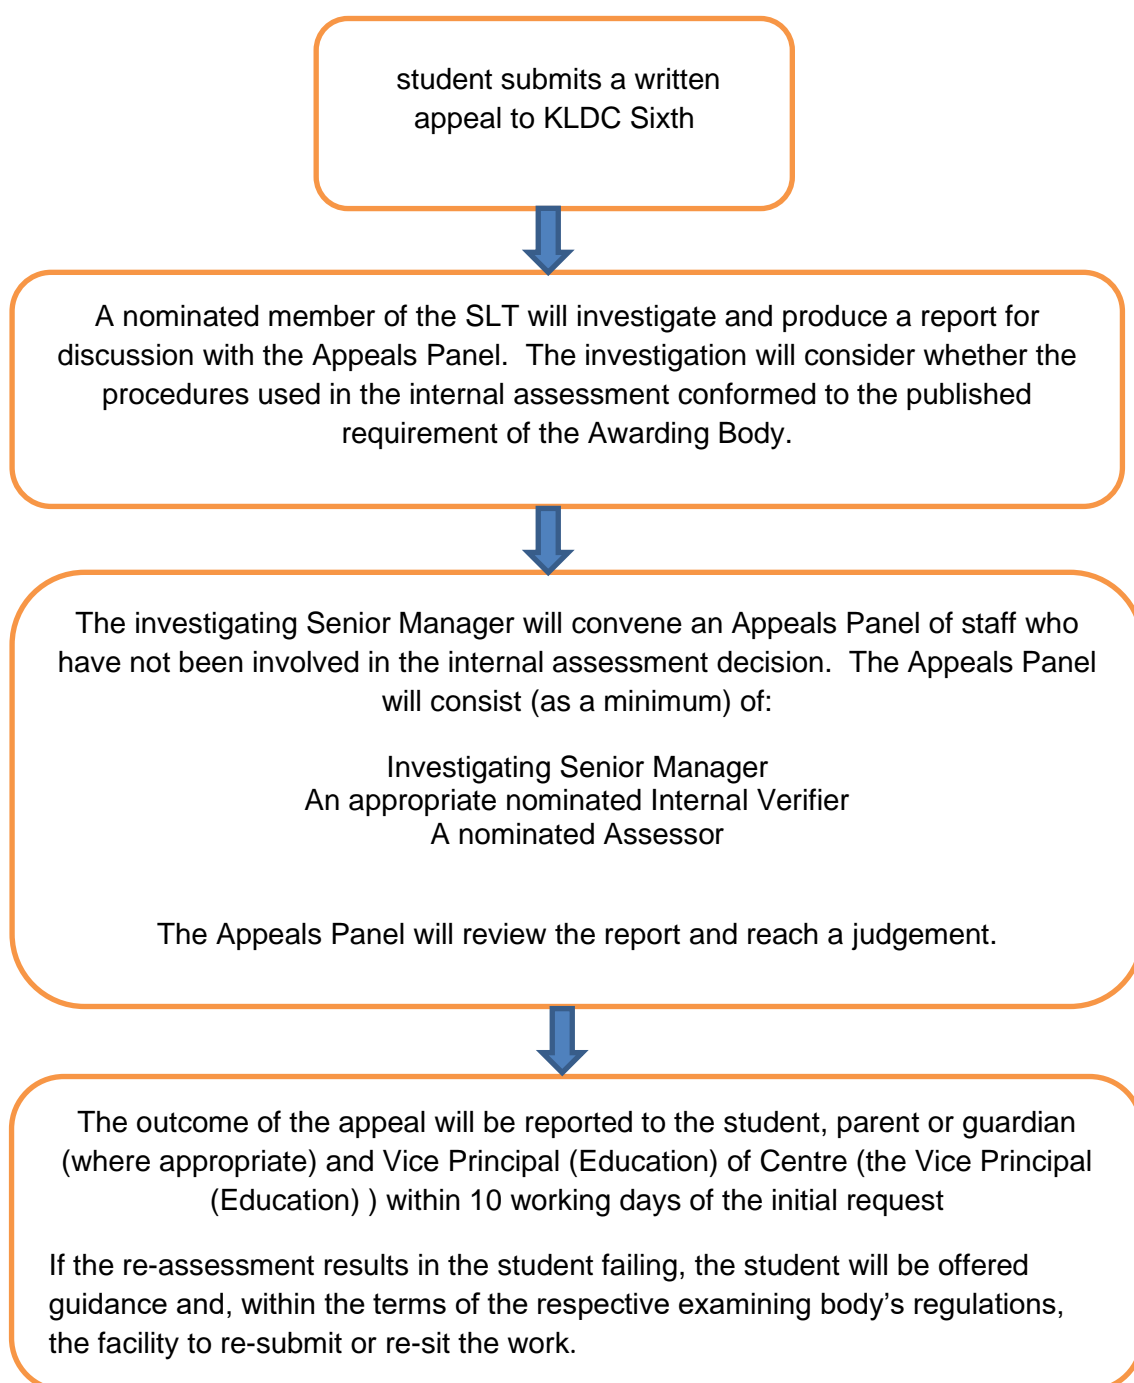 student submits a written
appeal to KLDC Sixth
A nominated member of the SLT will investigate and produce a report for
discussion with the Appeals Panel.  The investigation will consider whether the
procedures used in the internal assessment conformed to the published
requirement of the Awarding Body.
The investigating Senior Manager will convene an Appeals Panel of staff who
have not been involved in the internal assessment decision.  The Appeals Panel
will consist (as a minimum) of:
Investigating Senior Manager
An appropriate nominated Internal Verifier
A nominated Assessor
The Appeals Panel will review the report and reach a judgement.
The outcome of the appeal will be reported to the student, parent or guardian
(where appropriate) and Vice Principal (Education) of Centre (the Vice Principal
(Education) ) within 10 working days of the initial request
If the re-assessment results in the student failing, the student will be offered
guidance and, within the terms of the respective examining body’s regulations,
the facility to re-submit or re-sit the work.